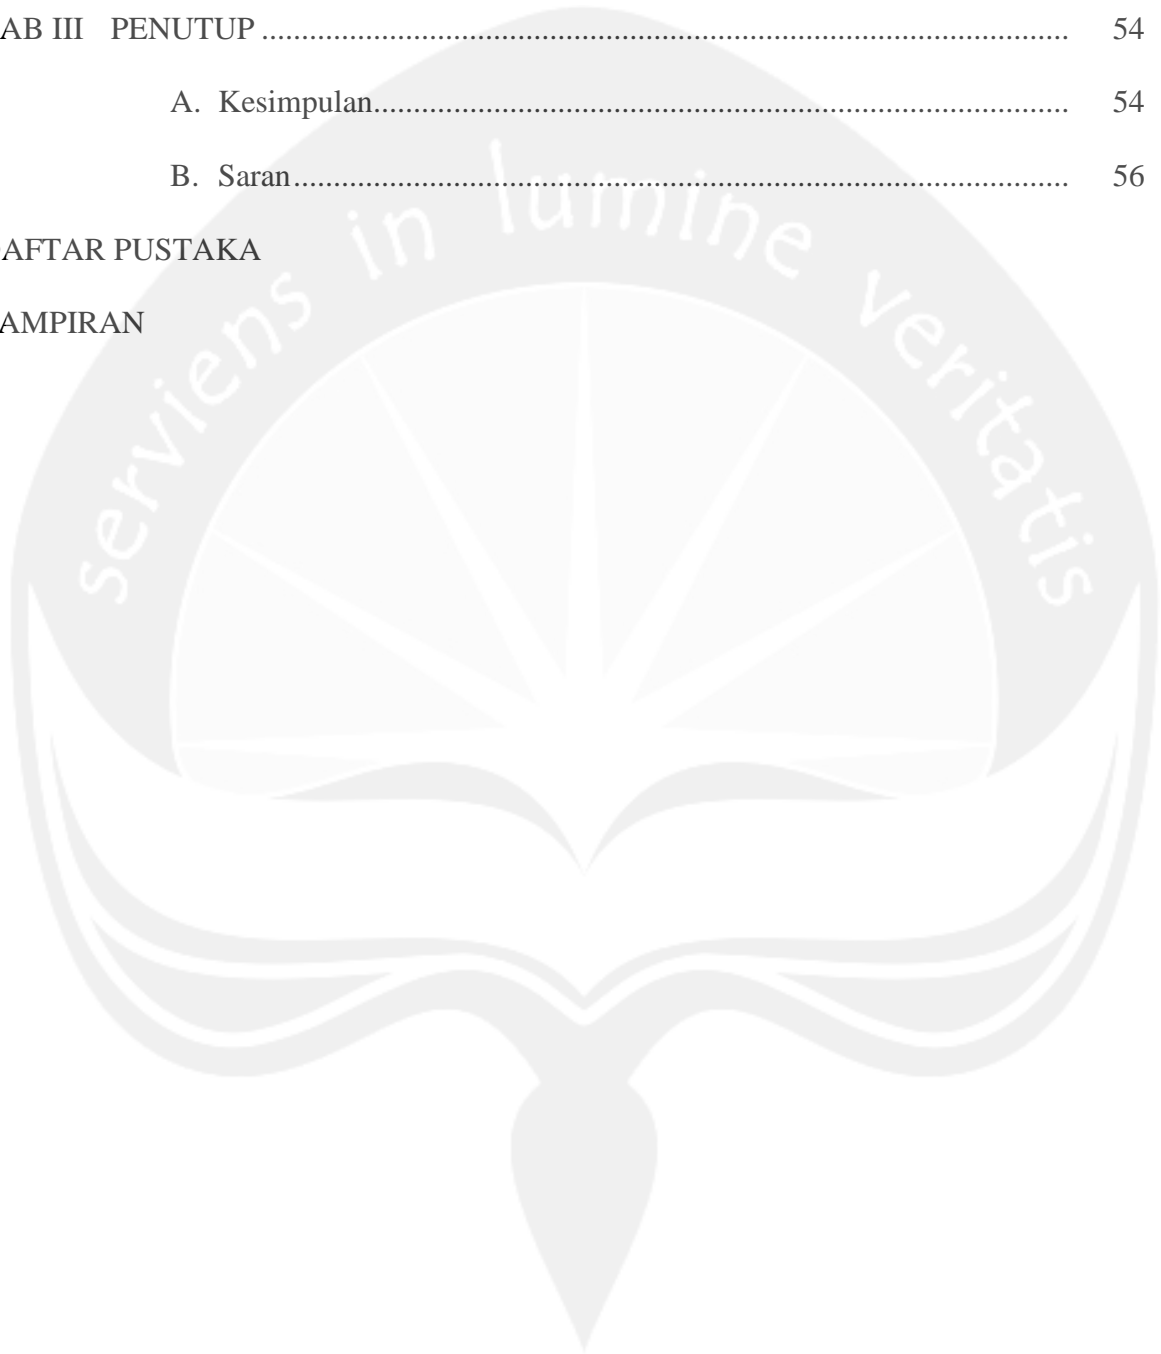 AB III PENUTUP ........................................................................................ 54
A. Kesimpulan............................................................................ 54
B. Saran..................................................................................... 56
AFTAR PUSTAKA
AMPIRAN
serviens in lumine veritatis